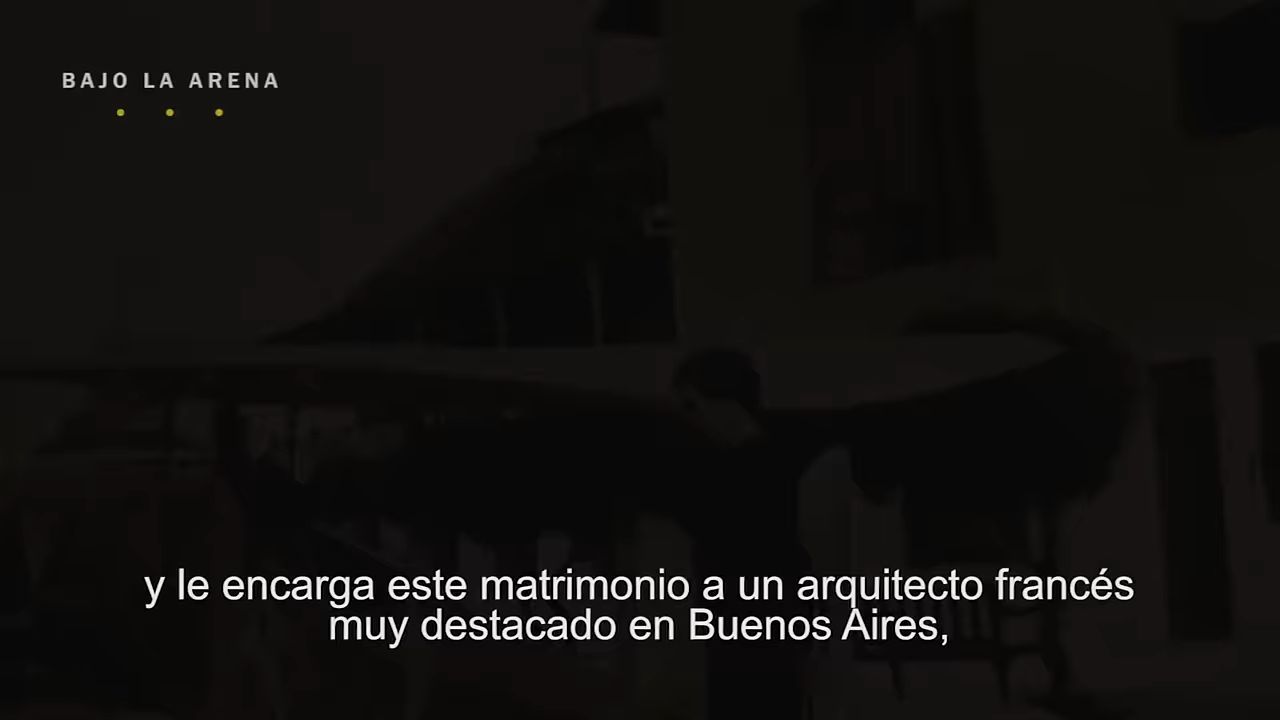 BAJO LA ARENA
y le encarga este matrimonio a un arquitecto francés
muy destacado en Buenos Aires,